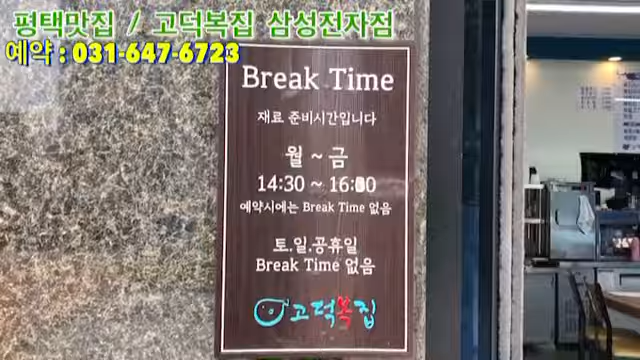 평택맛집 / 고덕복집 삼성전자점
예약 : 031-647-6723
Break Time
재료 준비시간입니다
월 ~ 금
14:30 ~ 16:00
예약시에는 Break Time 없음
토.일.공휴일
Break Time 없음
고덕복집